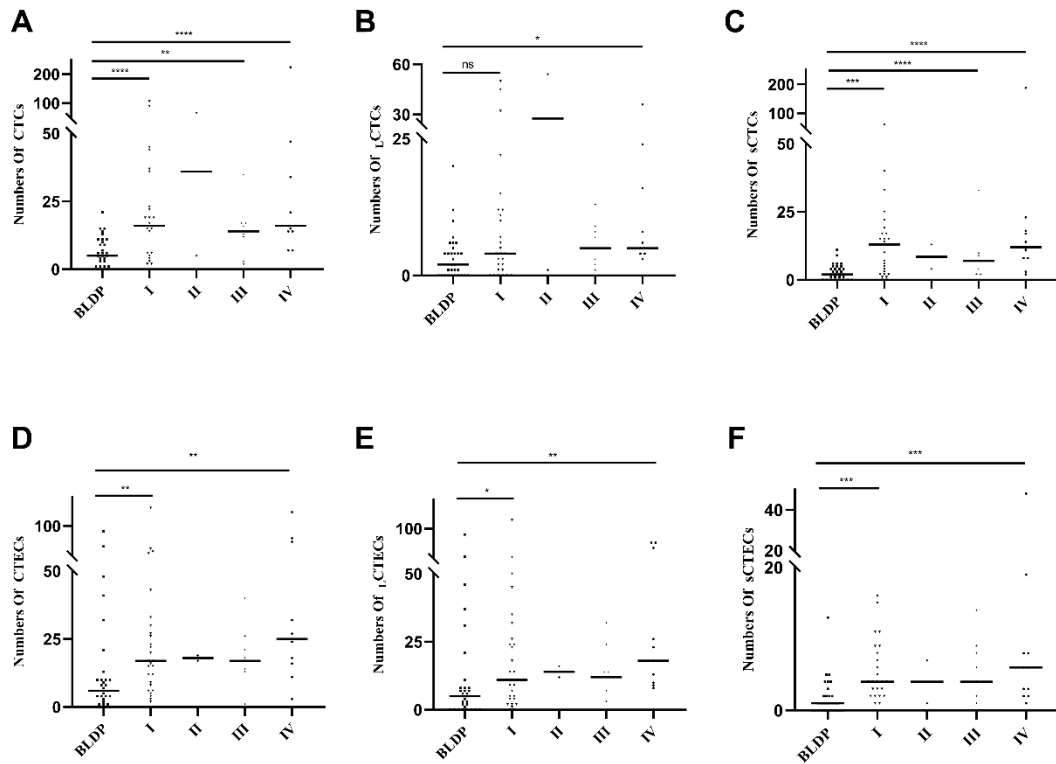 A
****
**
****
200
100
50
25
0
Numbers Of CTCs
BLDP
I
II
III
IV
B
*
ns
60
30
25
0
Numbers Of LCTCs
BLDP
I
II
III
IV
C
****
****
***
200
100
50
25
0
Numbers Of sCTCs
BLDP
I
II
III
IV
D
**
**
100
50
25
0
Numbers Of CTECs
BLDP
I
II
III
IV
E
**
*
100
50
25
0
Numbers Of LCTECs
BLDP
I
II
III
IV
F
***
***
40
20
20
0
Numbers Of sCTECs
BLDP
I
II
III
IV